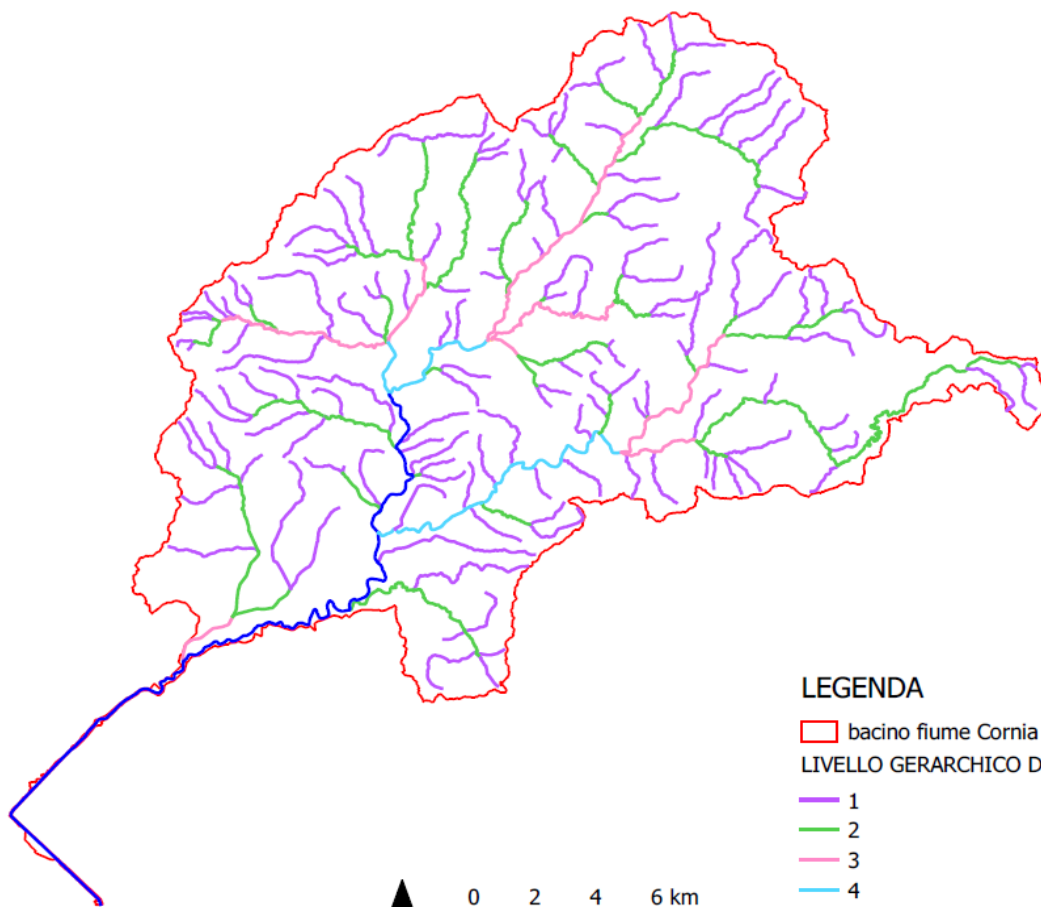 LEGENDA
bacino fiume Cornia
LIVELLO GERARCHICO D
1
2
3
4
0 2 4 6 km